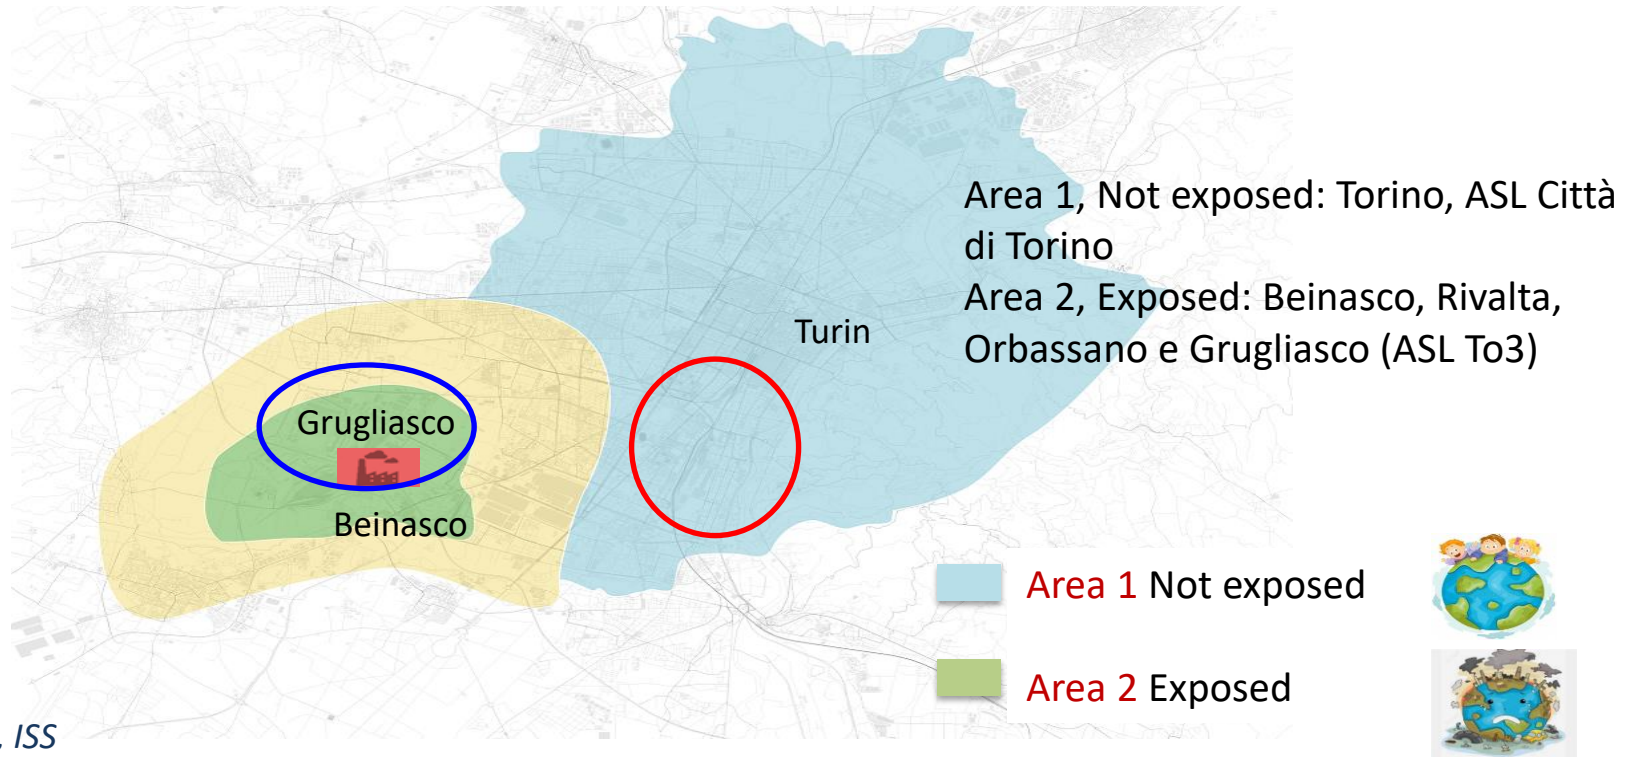 Area 1, Not exposed: Torino, ASL Città
di Torino
Area 2, Exposed: Beinasco, Rivalta,
Orbassano e Grugliasco (ASL To3)
Turin
Grugliasco
Beinasco
Area 1 Not exposed
Area 2 Exposed
. ISS